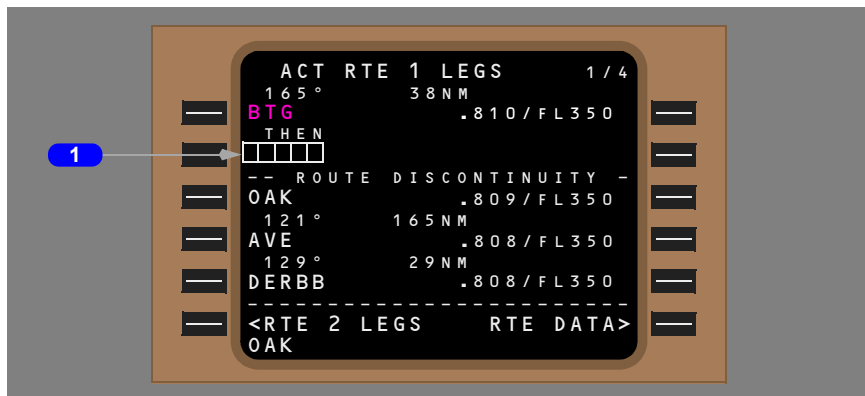 ACT RTE 1 LEGS 1/4
165° 38NM
BTG .810/FL350
THEN
1
-- ROUTE DISCONTINUITY -
OAK .809/FL350
121° 165NM
AVE .808/FL350
129° 29NM
DERBB .808/FL350
------------------------
<RTE 2 LEGS RTE DATA>
OAK